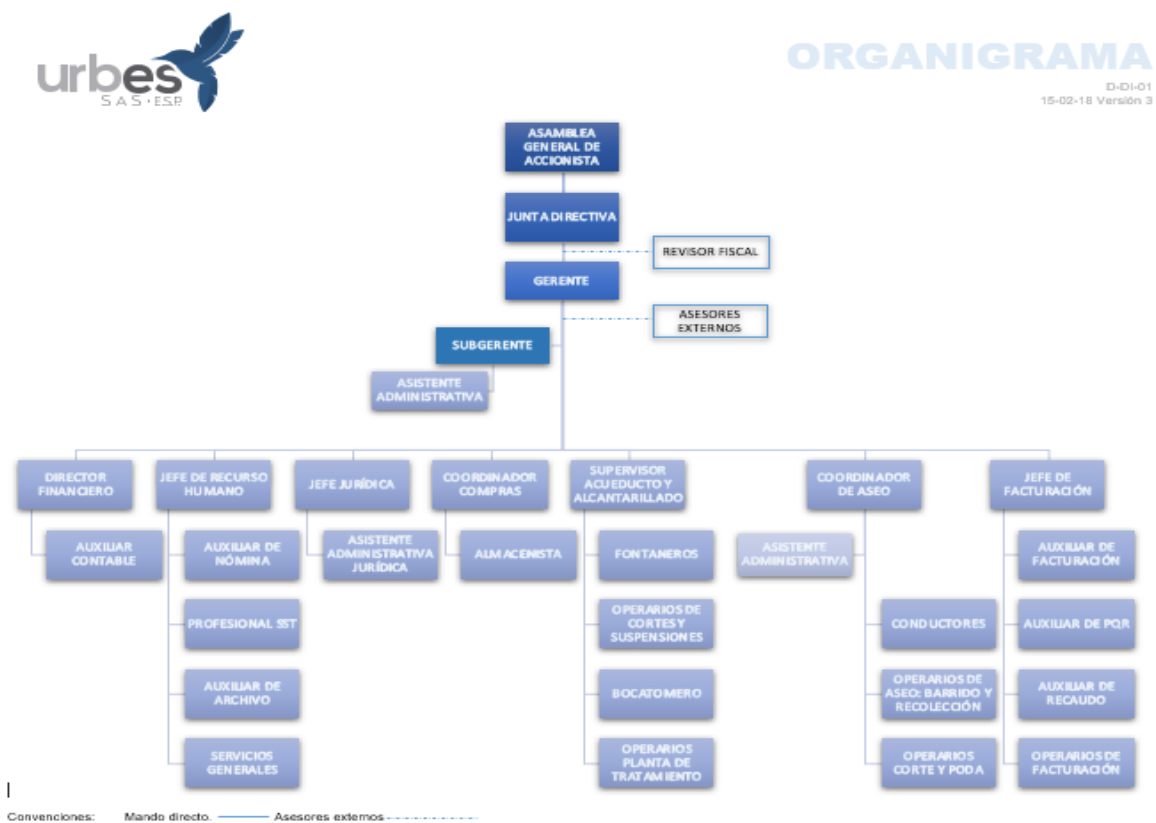 urbes
SAS·ESP.
ORGANIGRAMA
D-DI-01
15-02-18 Versión 3
ASAMBLEA
GENERAL DE
ACCIONISTA
JUNTA DIRECTIVA
REVISOR FISCAL
GERENTE
ASESORES
EXTERNOS
SUBGERENTE
ASISTENTE
ADMINISTRATIVA
DIRECTOR
FINANCIERO
JEFE DE RECURSO
HUMANO
JEFE JURÍDICA
COORDINADOR
COMPRAS
SUPERVISOR
ACUEDUCTO Y
ALCANTARILLADO
COORDINADOR
DE ASEO
JEFE DE
FACTURACIÓN
AUXILIAR
CONTABLE
AUXILIAR DE
NÓMINA
ASISTENTE
ADMINISTRATIVA
JURÍDICA
ALMACENISTA
FONTANEROS
ASISTENTE
ADMINISTRATIVA
AUXILIAR DE
FACTURACIÓN
PROFESIONAL SST
OPERARIOS DE
CORTES Y
SUSPENSIONES
CONDUCTORES
AUXILIAR DE PQR
AUXILIAR DE
ARCHIVO
BOCATOMERO
OPERARIOS DE
ASEO: BARRIDO Y
RECOLECCIÓN
AUXILIAR DE
RECAUDO
SERVICIOS
GENERALES
OPERARIOS
PLANTA DE
TRATAMIENTO
OPERARIOS
CORTE Y PODA
OPERARIOS DE
FACTURACIÓN
Convenciones: Mando directo. Asesores externos